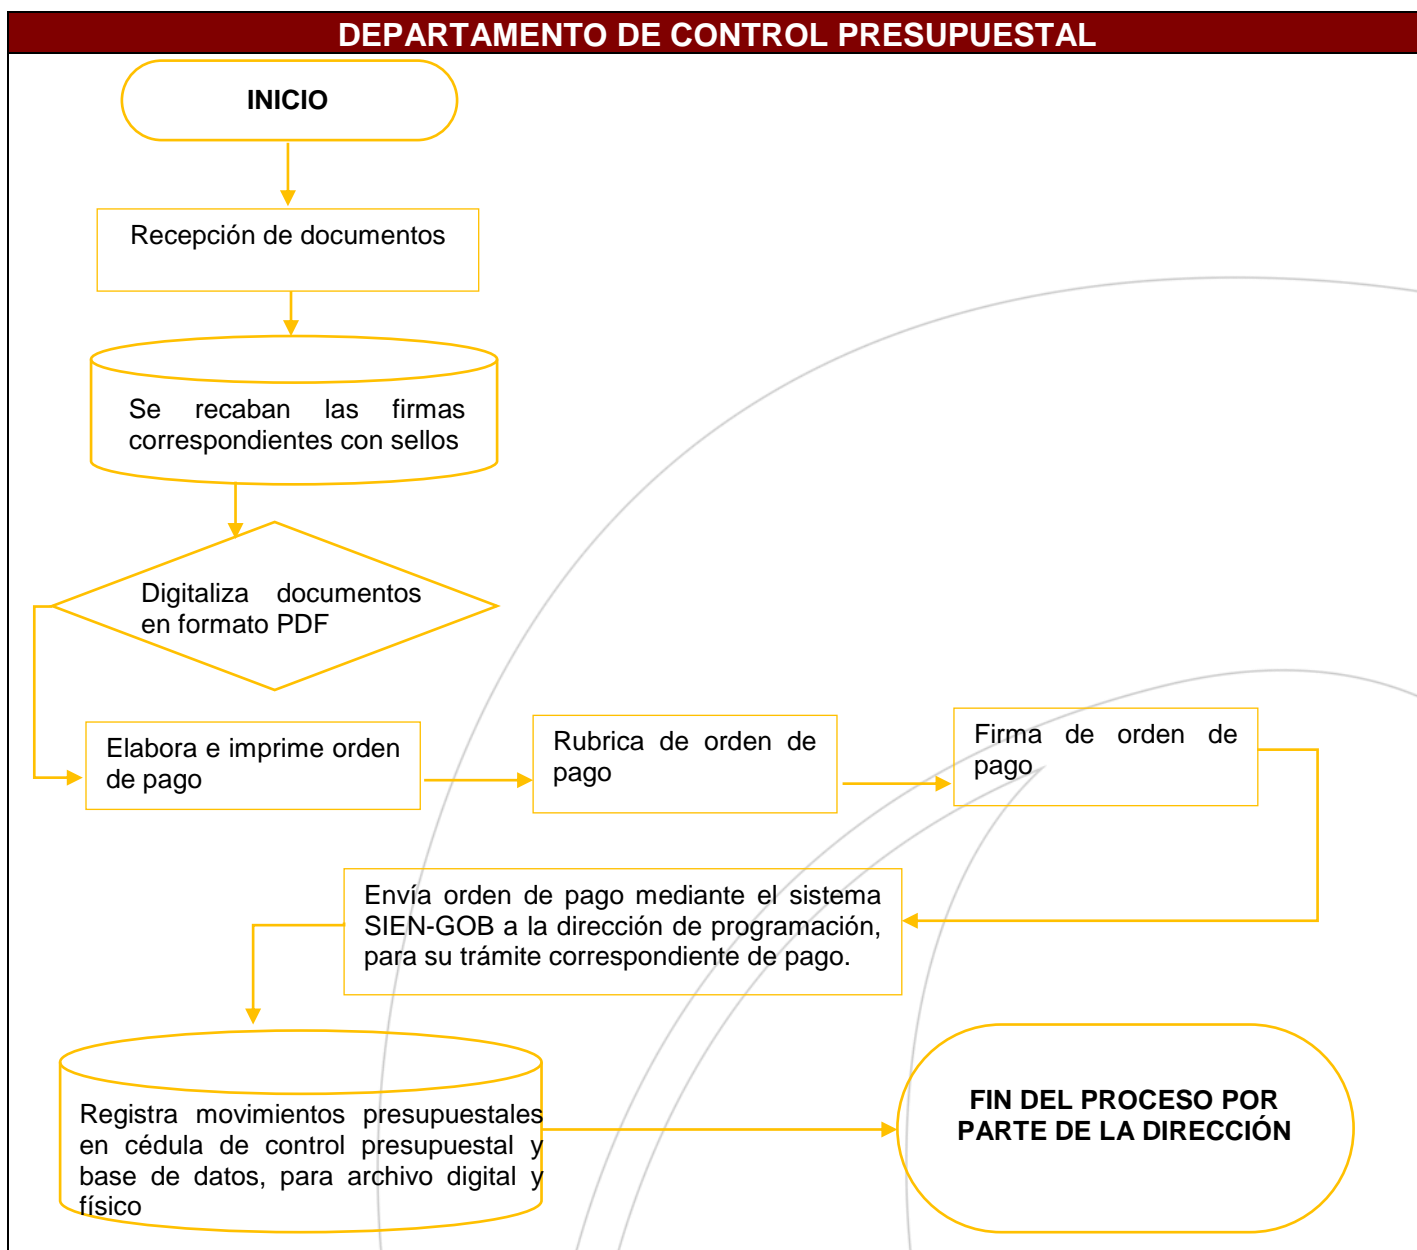 DEPARTAMENTO DE CONTROL PRESUPUESTAL
INICIO
Recepción de documentos
Se recaban las firmas
correspondientes con sellos
Digitaliza documentos
en formato PDF
Elabora e imprime orden
de pago
Rubrica de orden de
pago
Firma de orden de
pago
Envía orden de pago mediante el sistema
SIEN-GOB a la dirección de programación,
para su trámite correspondiente de pago.
Registra movimientos presupuestales
en cédula de control presupuestal y
base de datos, para archivo digital y
físico
FIN DEL PROCESO POR
PARTE DE LA DIRECCIÓN